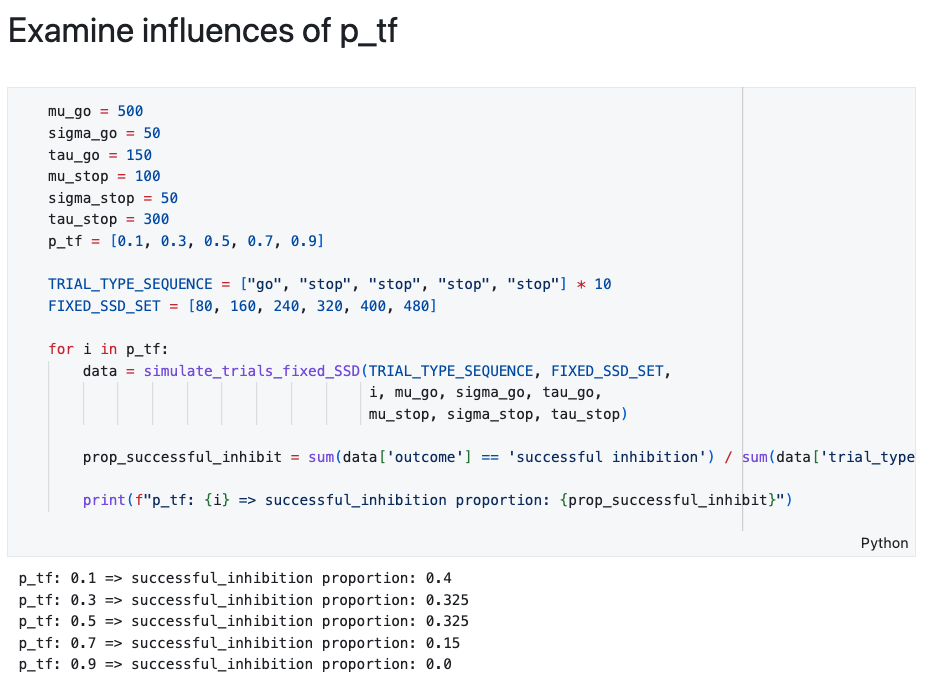 Examine influences of p_tf
mu_go = 500
sigma_go = 50
tau_go = 150
mu_stop = 100
sigma_stop = 50
tau_stop = 300
p_tf = [0.1, 0.3, 0.5, 0.7, 0.9]
TRIAL_TYPE_SEQUENCE = ["go", "stop", "stop", "stop", "stop"] * 10
FIXED_SSD_SET = [80, 160, 240, 320, 400, 480]
for i in p_tf:
data = simulate_trials_fixed_SSD(TRIAL_TYPE_SEQUENCE, FIXED_SSD_SET,
i, mu_go, sigma_go, tau_go,
mu_stop, sigma_stop, tau_stop)
prop_successful_inhibit = sum(data['outcome'] == 'successful inhibition') / sum(data['trial_type
print(f"p_tf: {i} => successful_inhibition proportion: {prop_successful_inhibit}")
Python
p_tf: 0.1 => successful_inhibition proportion: 0.4
p_tf: 0.3 => successful_inhibition proportion: 0.325
p_tf: 0.5 => successful_inhibition proportion: 0.325
p_tf: 0.7 => successful_inhibition proportion: 0.15
p_tf: 0.9 => successful_inhibition proportion: 0.0